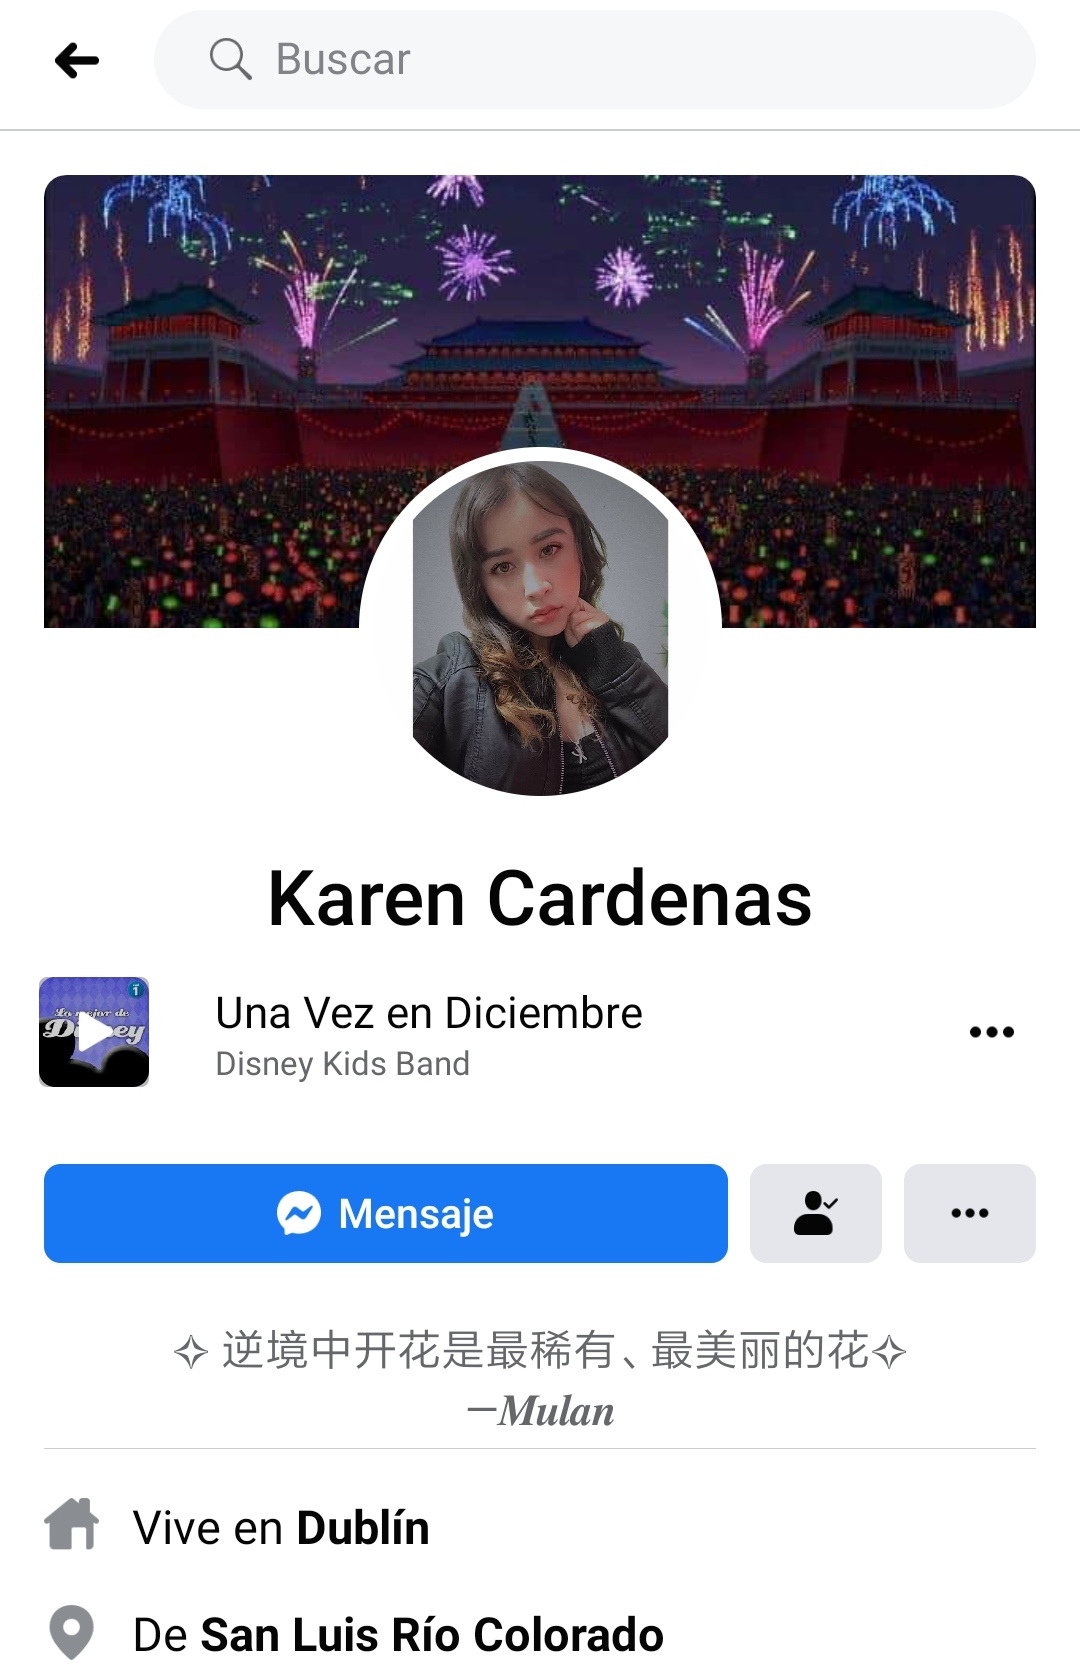 Buscar
Lo mejor de
Disney
1
Karen Cardenas
Una Vez en Diciembre
Disney Kids Band
Mensaje
✧ 逆境中开花是最稀有、最美丽的花✧
—Mulan
Vive en Dublín
De San Luis Río Colorado